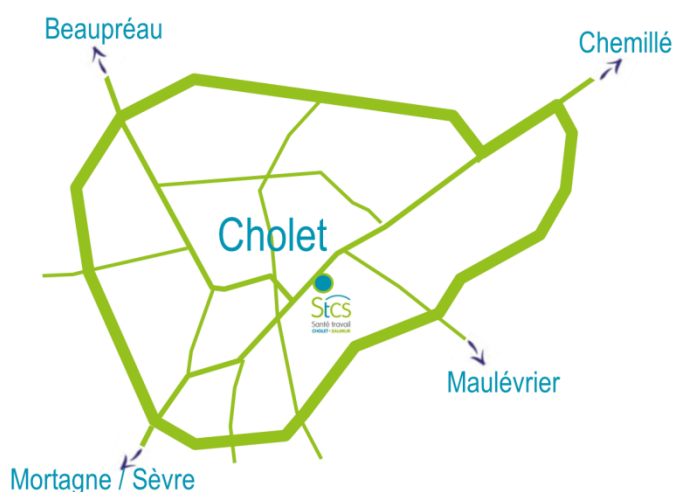 Beaupréau
Chemillé
Cholet
StCS
Santé travail
CHOLET - SAUMUR
Maulévrier
Mortagne / Sèvre